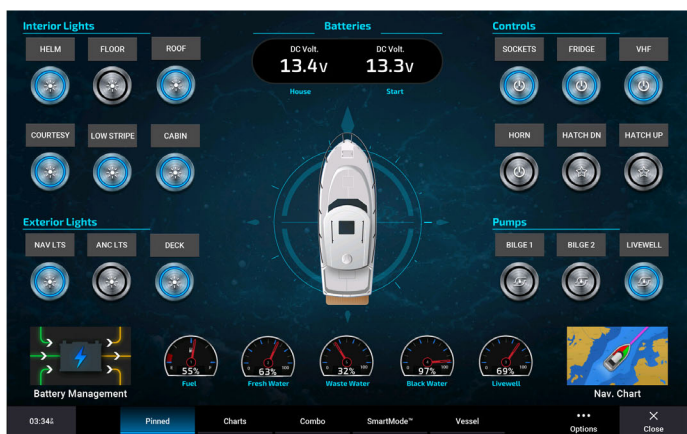 Interior Lights
HELM
FLOOR
ROOF
COURTESY
LOW STRIPE
CABIN
Exterior Lights
NAV LTS
ANC LTS
DECK
Batteries
DC Volt.
13.4V
House
DC Volt.
13.3V
Start
Controls
SOCKETS
FRIDGE
VHF
HORN
HATCH DN
HATCH UP
Pumps
BILGE 1
BILGE 2
LIVEWELL
Battery Management
55%
Fuel
63%
Fresh Water
32%
Waste Water
97%
Black Water
69%
Livewell
Nav. Chart
03:34
Pinned
Charts
Combo
SmartMode™
Vessel
Options
Close